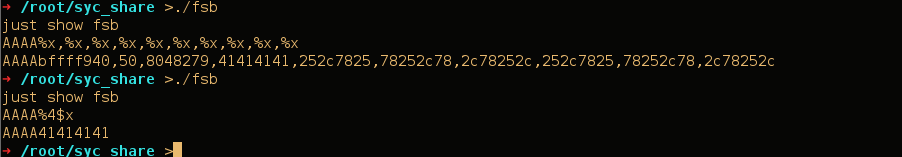 → /root/syc_share >./fsb
just show fsb
AAAA%x,%x,%x,%x,%x,%x,%x,%x,%x,%x
AAAAbffff940,50,8048279,41414141,252c7825,78252c78,2c78252c,252c7825,78252c78,2c78252c
→ /root/syc_share >./fsb
just show fsb
AAAA%4$x
AAAA41414141
→ /root/syc_share >